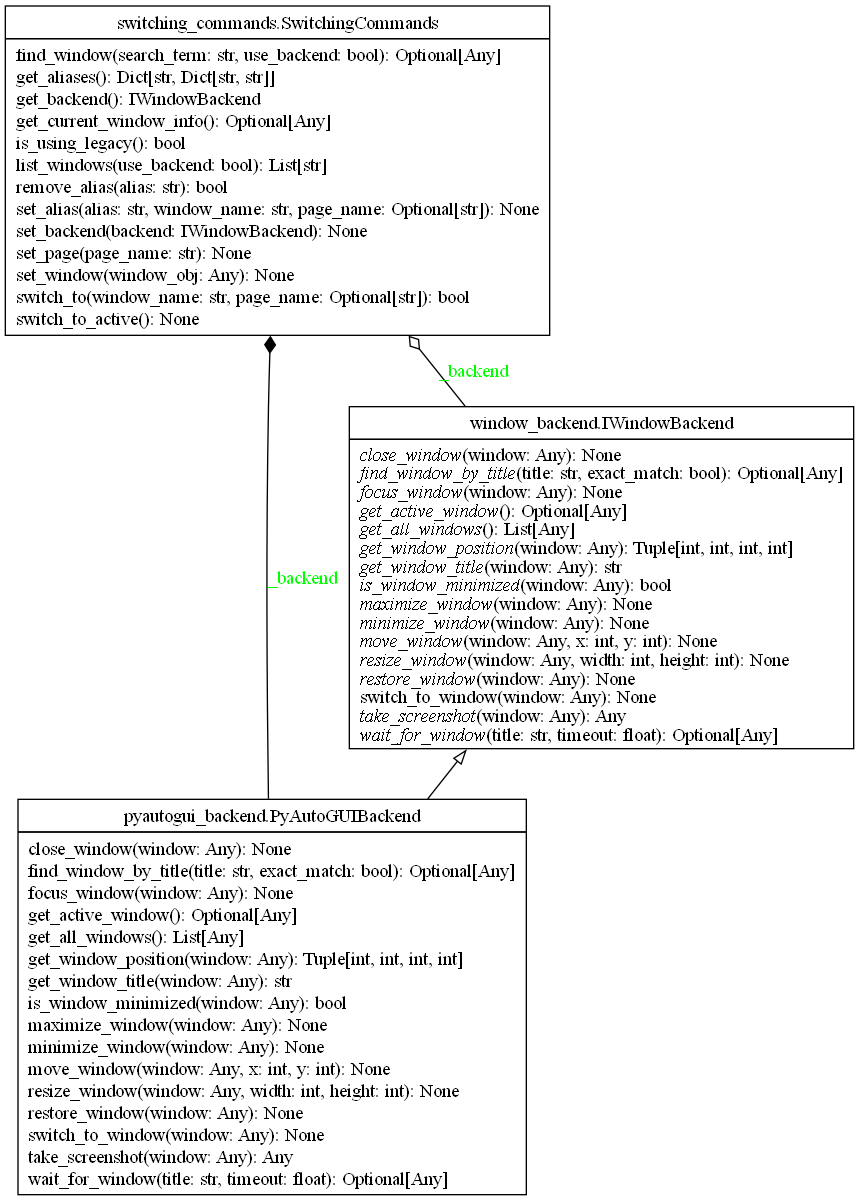 switching_commands.SwitchingCommands
find_window(search_term: str, use_backend: bool): Optional[Any]
get_aliases(): Dict[str, Dict[str, str]]
get_backend(): IWindowBackend
get_current_window_info(): Optional[Any]
is_using_legacy(): bool
list_windows(use_backend: bool): List[str]
remove_alias(alias: str): bool
set_alias(alias: str, window_name: str, page_name: Optional[str]): None
set_backend(backend: IWindowBackend): None
set_page(page_name: str): None
set_window(window_obj: Any): None
switch_to(window_name: str, page_name: Optional[str]): bool
switch_to_active(): None
_backend
window_backend.IWindowBackend
close_window(window: Any): None
find_window_by_title(title: str, exact_match: bool): Optional[Any]
focus_window(window: Any): None
get_active_window(): Optional[Any]
get_all_windows(): List[Any]
get_window_position(window: Any): Tuple[int, int, int, int]
get_window_title(window: Any): str
is_window_minimized(window: Any): bool
maximize_window(window: Any): None
minimize_window(window: Any): None
move_window(window: Any, x: int, y: int): None
resize_window(window: Any, width: int, height: int): None
restore_window(window: Any): None
switch_to_window(window: Any): None
take_screenshot(window: Any): Any
wait_for_window(title: str, timeout: float): Optional[Any]
_backend
pyautogui_backend.PyAutoGUIBackend
close_window(window: Any): None
find_window_by_title(title: str, exact_match: bool): Optional[Any]
focus_window(window: Any): None
get_active_window(): Optional[Any]
get_all_windows(): List[Any]
get_window_position(window: Any): Tuple[int, int, int, int]
get_window_title(window: Any): str
is_window_minimized(window: Any): bool
maximize_window(window: Any): None
minimize_window(window: Any): None
move_window(window: Any, x: int, y: int): None
resize_window(window: Any, width: int, height: int): None
restore_window(window: Any): None
switch_to_window(window: Any): None
take_screenshot(window: Any): Any
wait_for_window(title: str, timeout: float): Optional[Any]